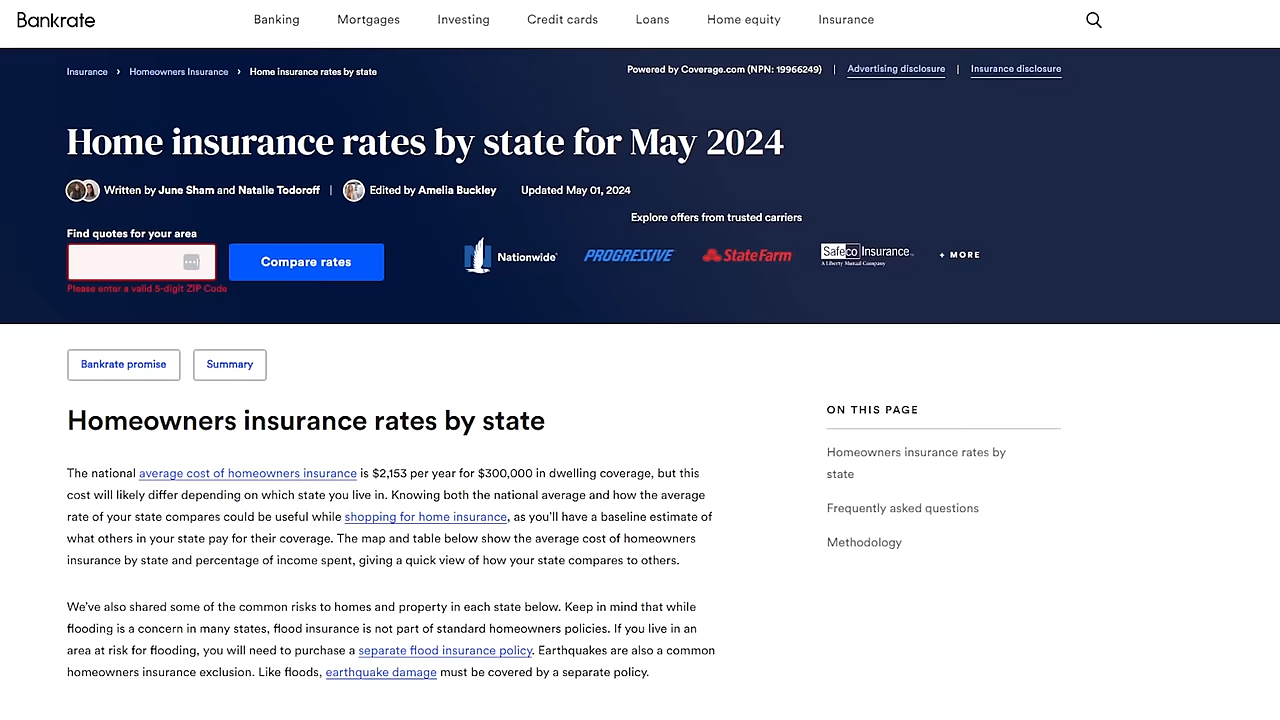 Bankrate
Banking Mortgages Investing Credit cards Loans Home equity Insurance
Insurance › Homeowners Insurance › Home insurance rates by state
Powered by Coverage.com (NPN: 19966249) | Advertising disclosure | Insurance disclosure
Home insurance rates by state for May 2024
Written by June Sham and Natalie Todoroff | Edited by Amelia Buckley Updated May 01, 2024
Explore offers from trusted carriers
Find quotes for your area
Compare rates
Please enter a valid 5-digit ZIP Code
Nationwide®
PROGRESSIVE
State Farm
Safeco Insurance™
A Liberty Mutual Company
+ MORE
Bankrate promise
Summary
Homeowners insurance rates by state
The national average cost of homeowners insurance is $2,153 per year for $300,000 in dwelling coverage, but this
cost will likely differ depending on which state you live in. Knowing both the national average and how the average
rate of your state compares could be useful while shopping for home insurance, as you’ll have a baseline estimate of
what others in your state pay for their coverage. The map and table below show the average cost of homeowners
insurance by state and percentage of income spent, giving a quick view of how your state compares to others.
We’ve also shared some of the common risks to homes and property in each state below. Keep in mind that while
flooding is a concern in many states, flood insurance is not part of standard homeowners policies. If you live in an
area at risk for flooding, you will need to purchase a separate flood insurance policy. Earthquakes are also a common
homeowners insurance exclusion. Like floods, earthquake damage must be covered by a separate policy.
ON THIS PAGE
Homeowners insurance rates by
state
Frequently asked questions
Methodology